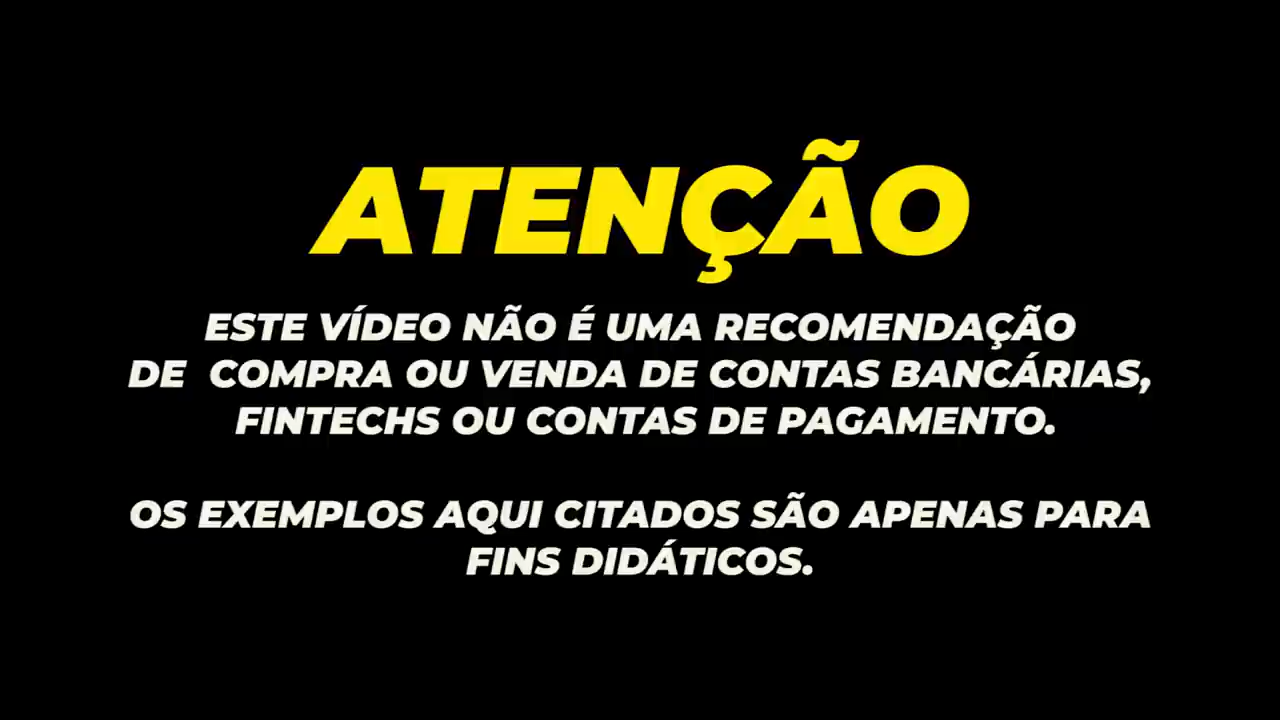 ATENÇÃO
ESTE VÍDEO NÃO É UMA RECOMENDAÇÃO
DE COMPRA OU VENDA DE CONTAS BANCÁRIAS,
FINTECHS OU CONTAS DE PAGAMENTO.
OS EXEMPLOS AQUI CITADOS SÃO APENAS PARA
FINS DIDÁTICOS.